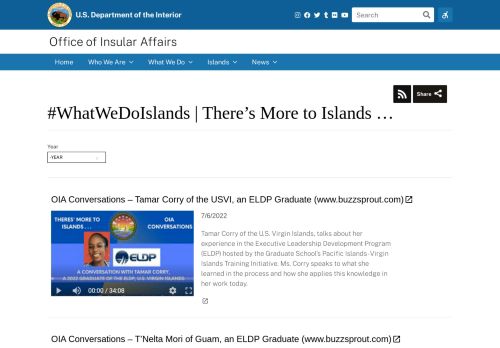 U.S. Department of the Interior
Search
Office of Insular Affairs
Home
Who We Are
What We Do
Islands
News
Share
#WhatWeDoIslands | There’s More to Islands …
Year
-YEAR
OIA Conversations – Tamar Corry of the USVI, an ELDP Graduate (www.buzzsprout.com)
THERES' MORE TO
ISLANDS . . .
OIA
CONVERSATIONS
ELDP
A CONVERSATION WITH TAMAR CORRY,
A 2022 GRADUATE OF THE ELDP, U.S. VIRGIN ISLANDS
00:00 / 34:08
7/6/2022
Tamar Corry of the U.S. Virgin Islands, talks about her
experience in the Executive Leadership Development Program
(ELDP) hosted by the Graduate School's Pacific Islands-Virgin
Islands Training Initiative. Ms. Corry speaks to what she
learned in the process and how she applies this knowledge in
her work today.
OIA Conversations – T’Nelta Mori of Guam, an ELDP Graduate (www.buzzsprout.com)